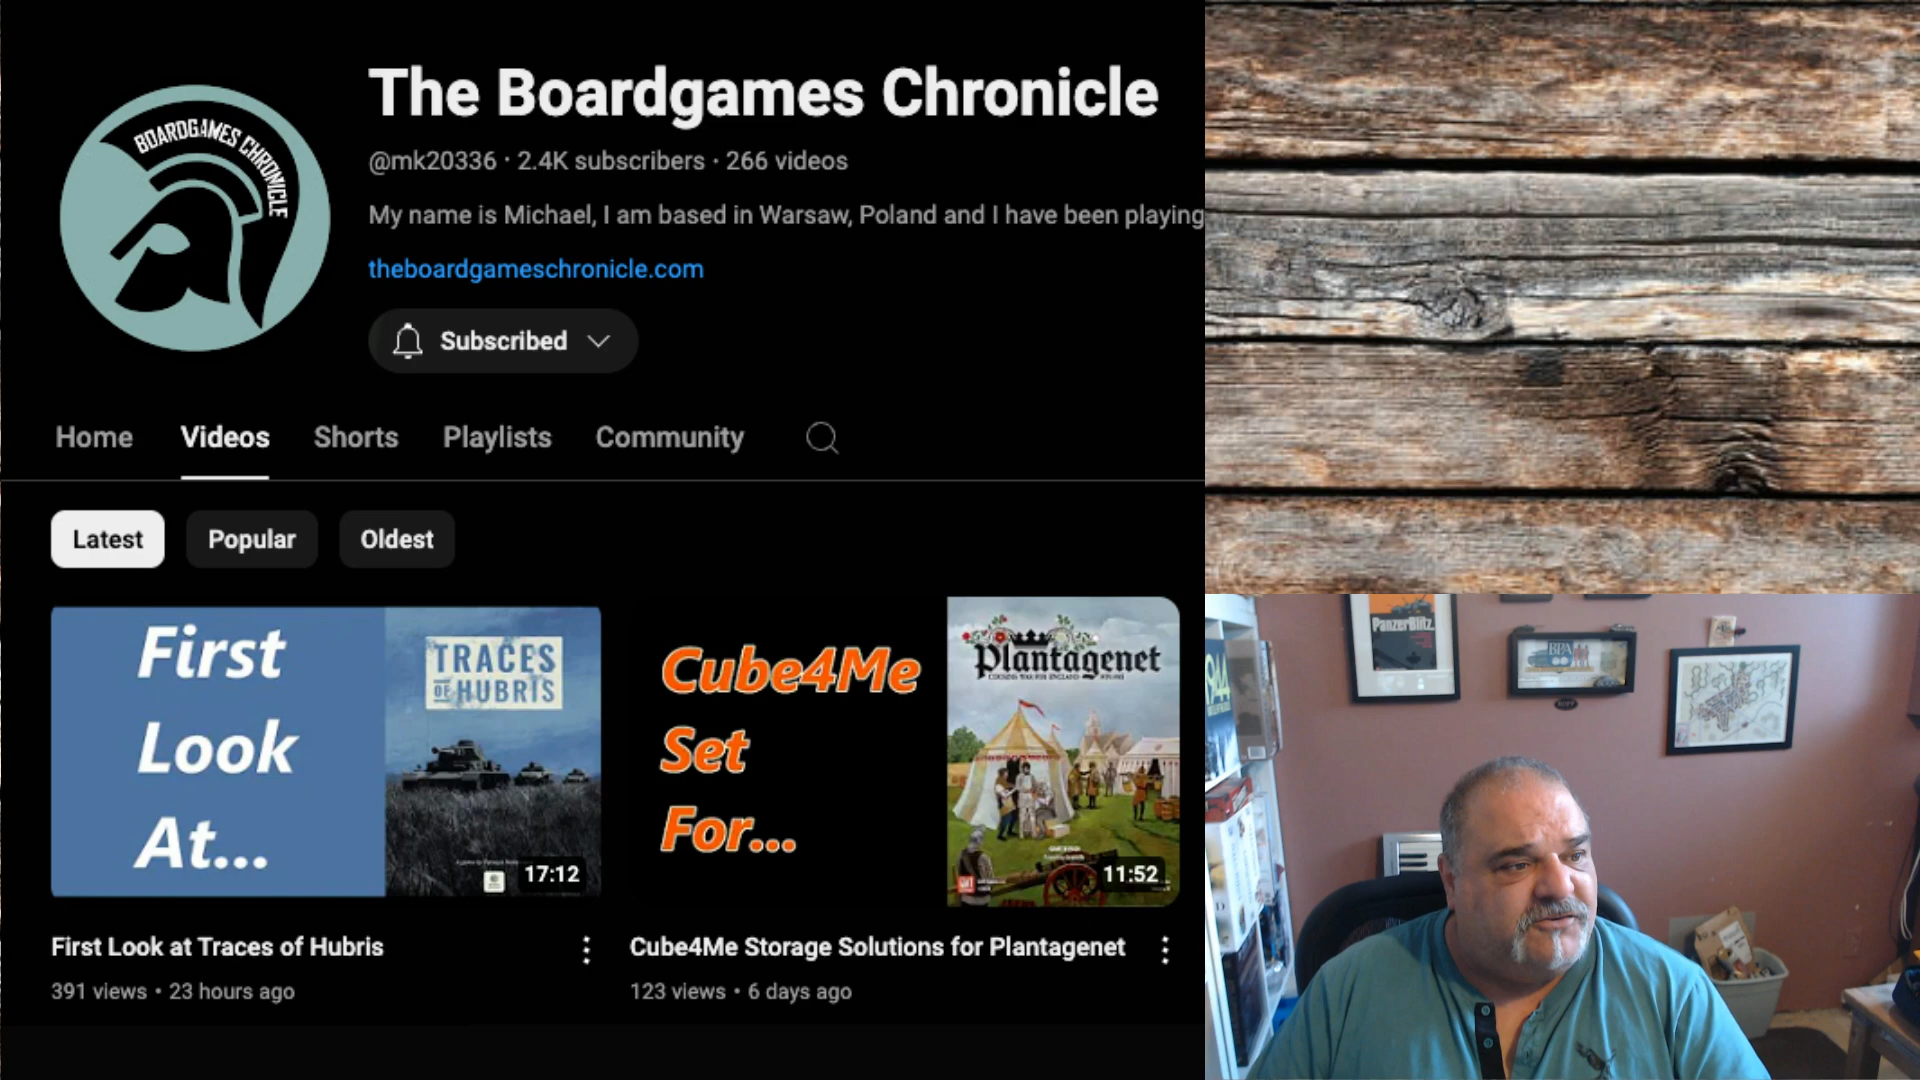 The Boardgames Chronicle
BOARDGAMES CHRONICLE
@mk20336 · 2.4K subscribers · 266 videos
My name is Michael, I am based in Warsaw, Poland and I have been playing
theboardgameschronicle.com
Subscribed
Home Videos Shorts Playlists Community
Latest Popular Oldest
First
Look
At...
TRACES
OF HUBRIS
17:12
Cube4Me
Set
For...
Plantagenet
11:52
First Look at Traces of Hubris
391 views • 23 hours ago
Cube4Me Storage Solutions for Plantagenet
123 views • 6 days ago
PanzerBlitz.
1944